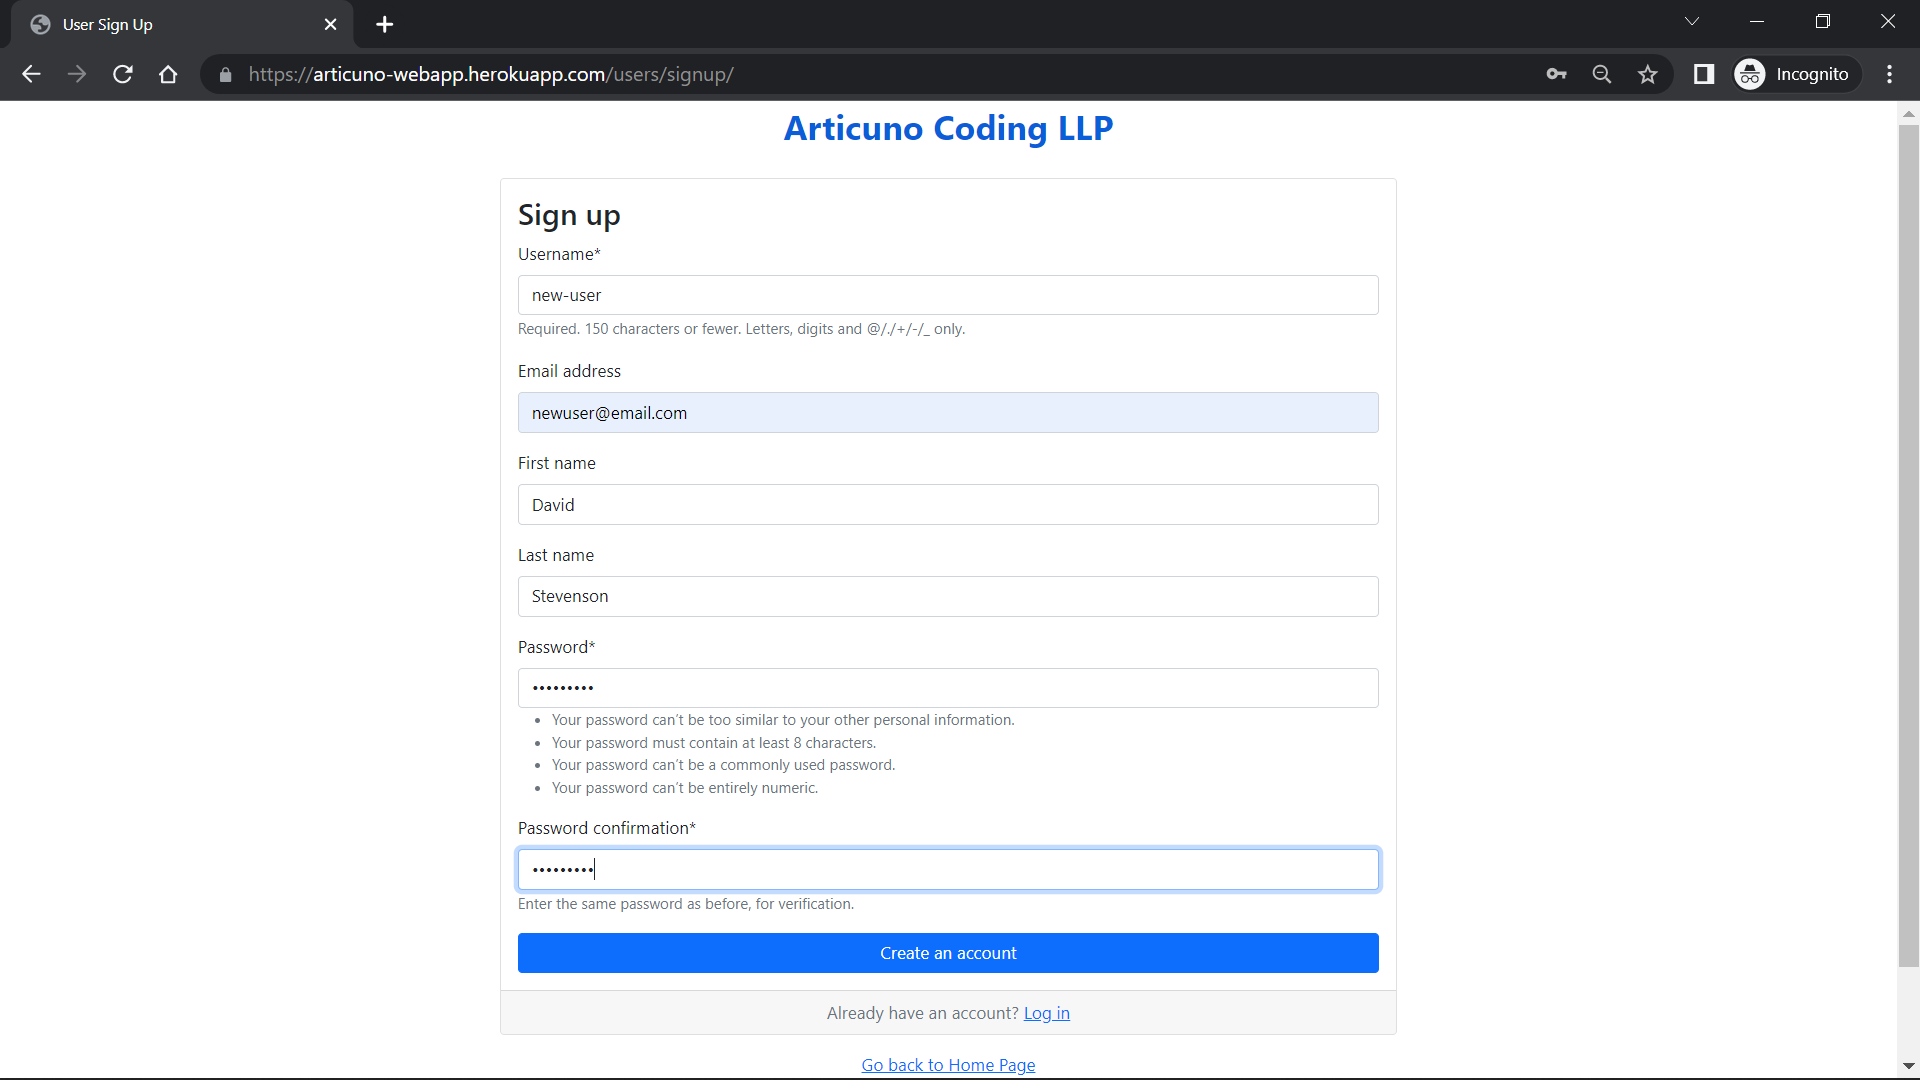 User Sign Up
https://articuno-webapp.herokuapp.com/users/signup/
Incognito
Articuno Coding LLP
Sign up
Username*
new-user
Required. 150 characters or fewer. Letters, digits and @/./+/-/_ only.
Email address
newuser@email.com
First name
David
Last name
Stevenson
Password*
•••••••••
• Your password can’t be too similar to your other personal information.
• Your password must contain at least 8 characters.
• Your password can’t be a commonly used password.
• Your password can’t be entirely numeric.
Password confirmation*
•••••••••
Enter the same password as before, for verification.
Create an account
Already have an account? Log in
Go back to Home Page